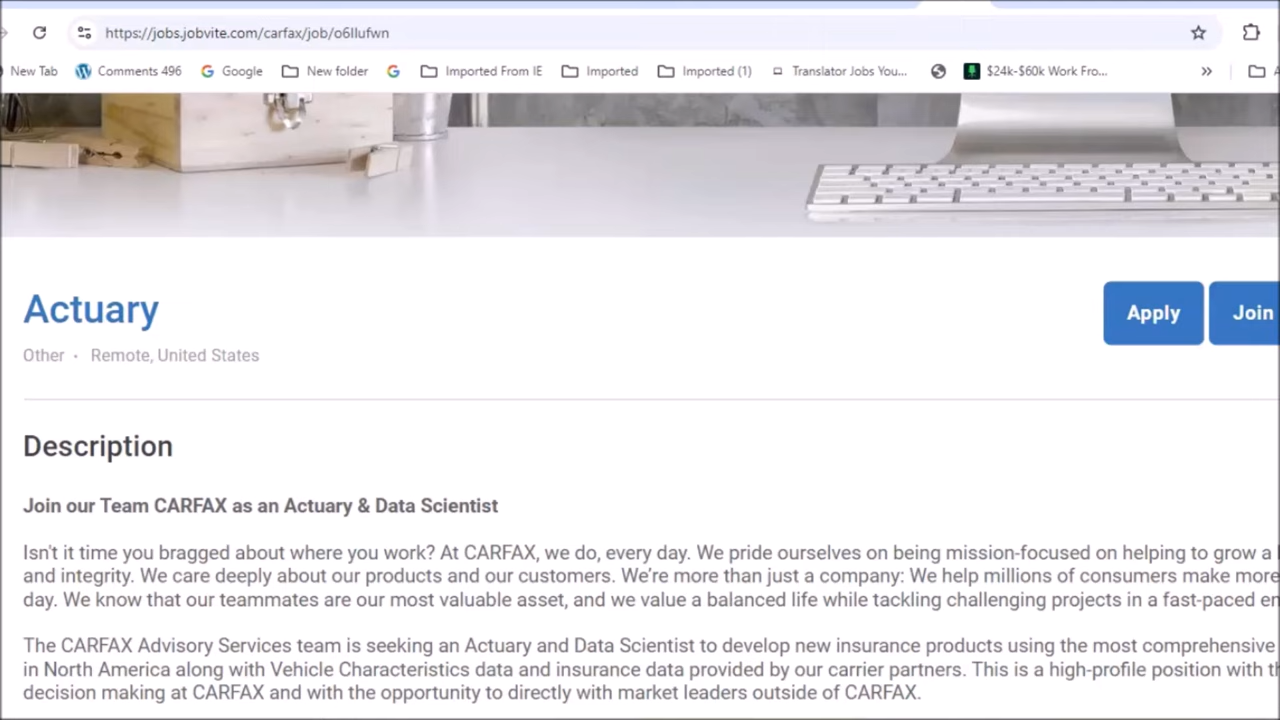 https://jobs.jobvite.com/carfax/job/o6llufwn
New Tab Comments 496 Google New folder Imported From IE Imported Imported (1) Translator Jobs You... $24k-$60k Work Fro... »
Actuary
Apply Join
Other • Remote, United States
Description
Join our Team CARFAX as an Actuary & Data Scientist
Isn't it time you bragged about where you work? At CARFAX, we do, every day. We pride ourselves on being mission-focused on helping to grow a
and integrity. We care deeply about our products and our customers. We’re more than just a company: We help millions of consumers make more
day. We know that our teammates are our most valuable asset, and we value a balanced life while tackling challenging projects in a fast-paced
The CARFAX Advisory Services team is seeking an Actuary and Data Scientist to develop new insurance products using the most comprehensive
in North America along with Vehicle Characteristics data and insurance data provided by our carrier partners. This is a high-profile position with
decision making at CARFAX and with the opportunity to directly with market leaders outside of CARFAX.